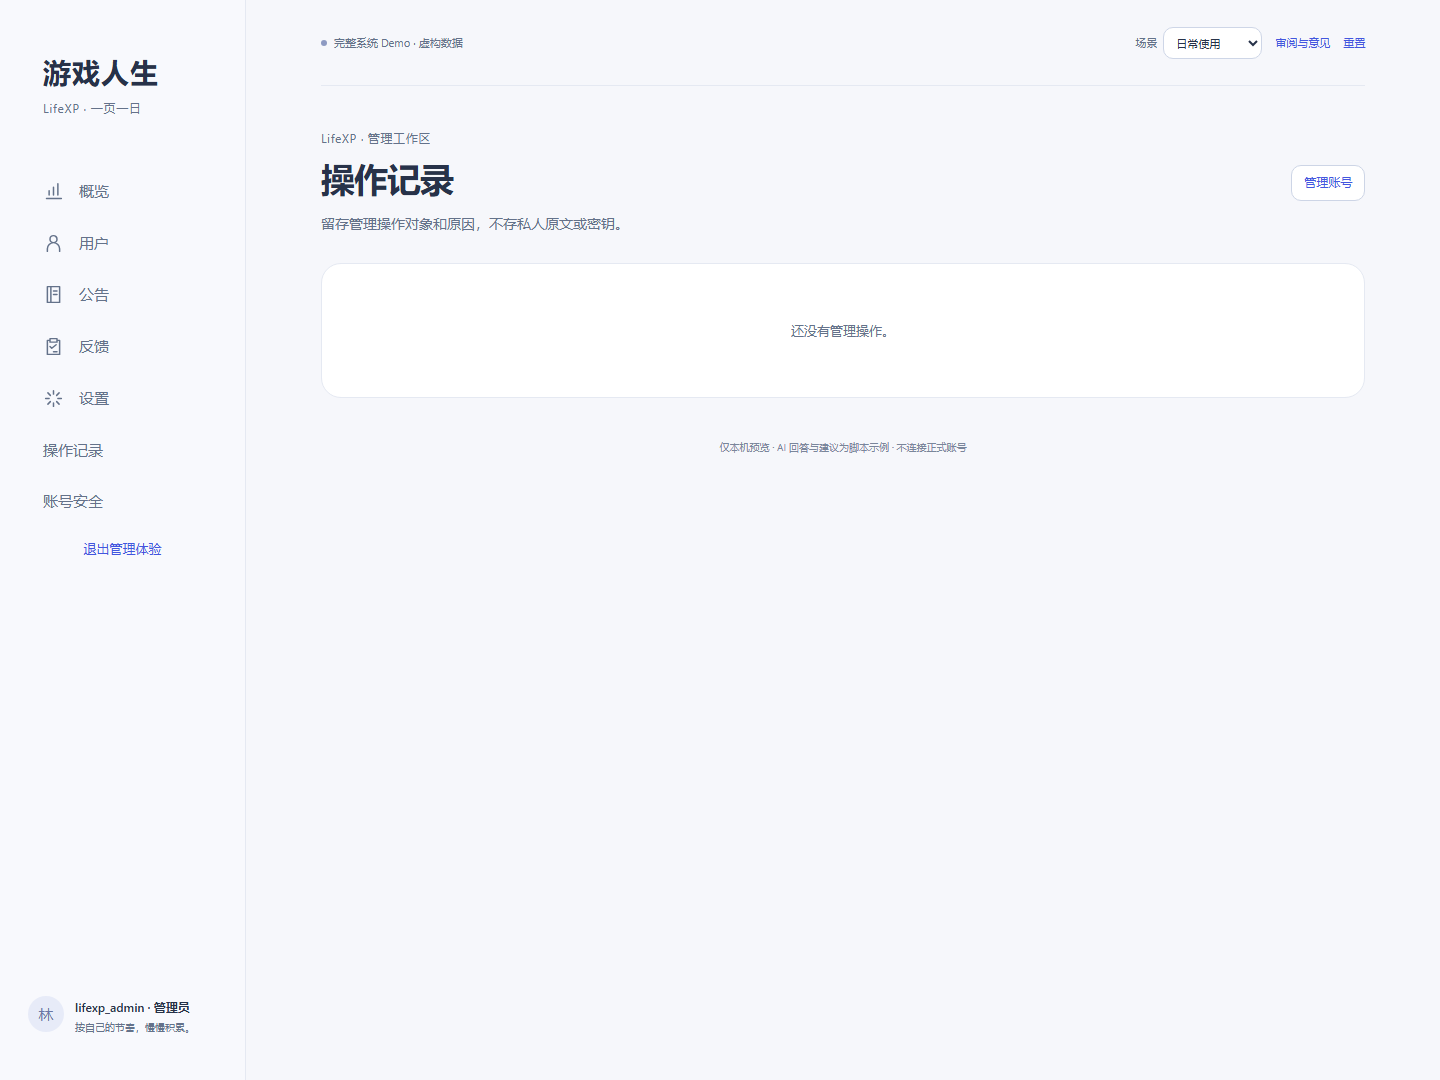 游戏人生
LifeXP · 一页一日
概览
用户
公告
反馈
设置
操作记录
账号安全
退出管理体验
林
lifexp_admin · 管理员
按自己的节奏，慢慢积累。
完整系统 Demo · 虚构数据
场景
日常使用
审阅与意见
重置
LifeXP · 管理工作区
操作记录
管理账号
留存管理操作对象和原因，不存私人原文或密钥。
还没有管理操作。
仅本机预览 · AI 回答与建议为脚本示例 · 不连接正式账号